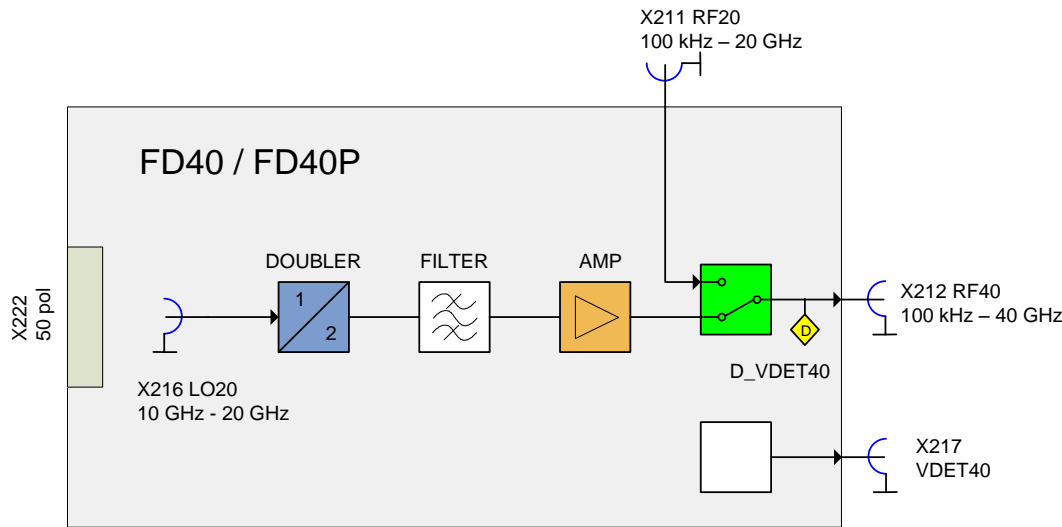 X211 RF20
100 kHz – 20 GHz
FD40 / FD40P
X222
50 pol
DOUBLER
FILTER
AMP
1
2
D
X212 RF40
100 kHz – 40 GHz
D_VDET40
X216 LO20
10 GHz - 20 GHz
X217
VDET40